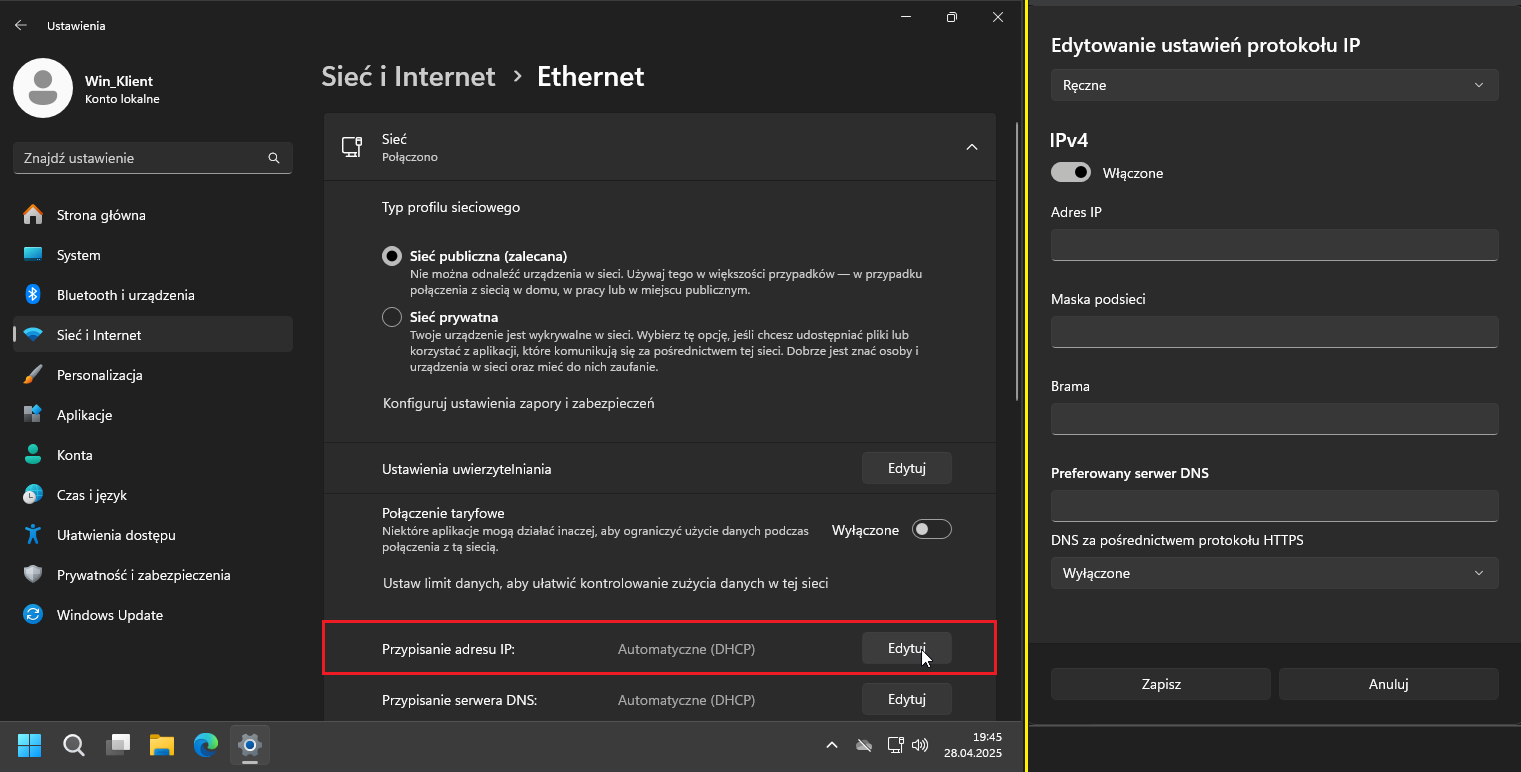 Ustawienia
Win_Klient
Konto lokalne
Znajdź ustawienie
Strona główna
System
Bluetooth i urządzenia
Sieć i Internet
Personalizacja
Aplikacje
Konta
Czas i język
Ułatwienia dostępu
Prywatność i zabezpieczenia
Windows Update
Sieć i Internet › Ethernet
Sieć
Połączono
Typ profilu sieciowego
Sieć publiczna (zalecana)
Nie można odnaleźć urządzenia w sieci. Używaj tego w większości przypadków — w przypadku
połączenia z siecią w domu, w pracy lub w miejscu publicznym.
Sieć prywatna
Twoje urządzenie jest wykrywalne w sieci. Wybierz tę opcję, jeśli chcesz udostępniać pliki lub
korzystać z aplikacji, które komunikują się za pośrednictwem tej sieci. Dobrze jest znać osoby i
urządzenia w sieci oraz mieć do nich zaufanie.
Konfiguruj ustawienia zapory i zabezpieczeń
Ustawienia uwierzytelniania Edytuj
Połączenie taryfowe
Niektóre aplikacje mogą działać inaczej, aby ograniczyć użycie danych podczas
połączenia z tą siecią.
Wyłączone
Ustaw limit danych, aby ułatwić kontrolowanie zużycia danych w tej sieci
Przypisanie adresu IP: Automatyczne (DHCP) Edytuj
Przypisanie serwera DNS: Automatyczne (DHCP) Edytuj
19:45
28.04.2025
Edytowanie ustawień protokołu IP
Ręczne
IPv4
Włączone
Adres IP
Maska podsieci
Brama
Preferowany serwer DNS
DNS za pośrednictwem protokołu HTTPS
Wyłączone
Zapisz Anuluj